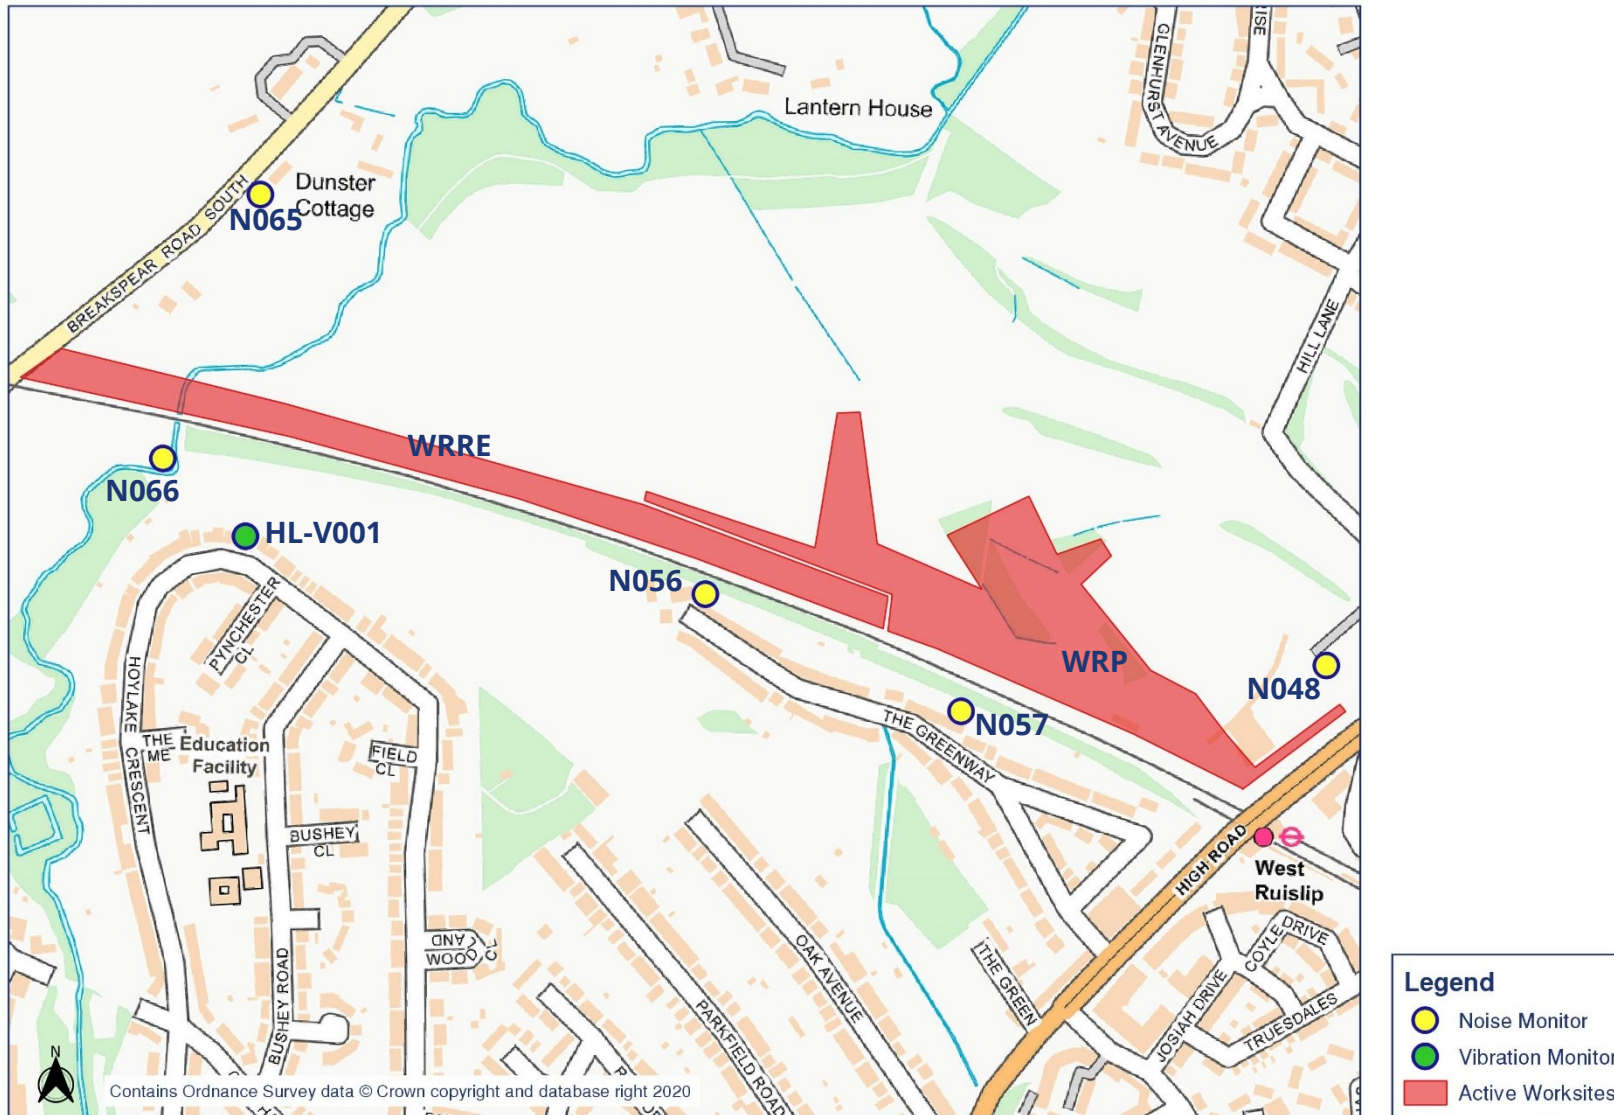 GLENHURST AVENUE
RISE
Lantern House
Dunster
Cottage
BREAKSPEAR ROAD SOUTH
N065
HILL LANE
WRRE
N066
HL-V001
N056
WRP
N048
N057
PYNCHESTER
CL
HOYLAKE CRESCENT
THE
ME
Education
Facility
FIELD
CL
THE GREENWAY
BUSHEY
CL
HIGH ROAD
West
Ruislip
WOOD
AND
CL
BUSHEY ROAD
OAK AVENUE
PARKFIELD ROAD
THE GREEN
COYLE DRIVE
JOSIAH DRIVE
TRUESDALES
N
Contains Ordnance Survey data © Crown copyright and database right 2020
Legend
Noise Monitor
Vibration Monitor
Active Worksites